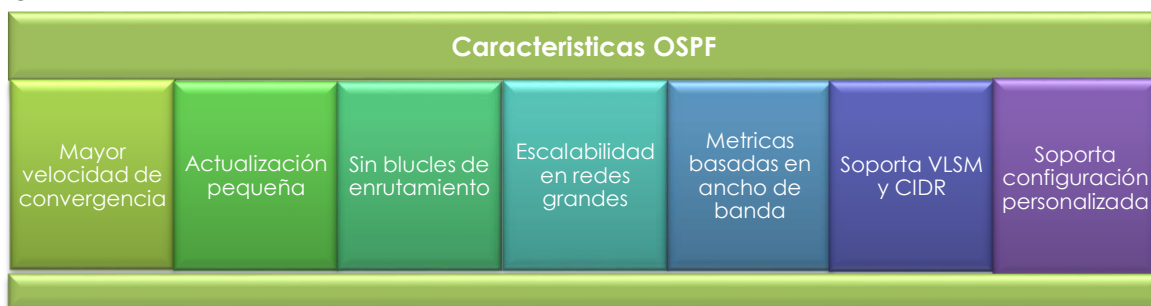 Caracteristicas OSPF
Mayor
velocidad de
convergencia
Actualización
pequeña
Sin blucles de
enrutamiento
Escalabilidad
en redes
grandes
Metricas
basadas en
ancho de
banda
Soporta VLSM
y CIDR
Soporta
configuración
personalizada